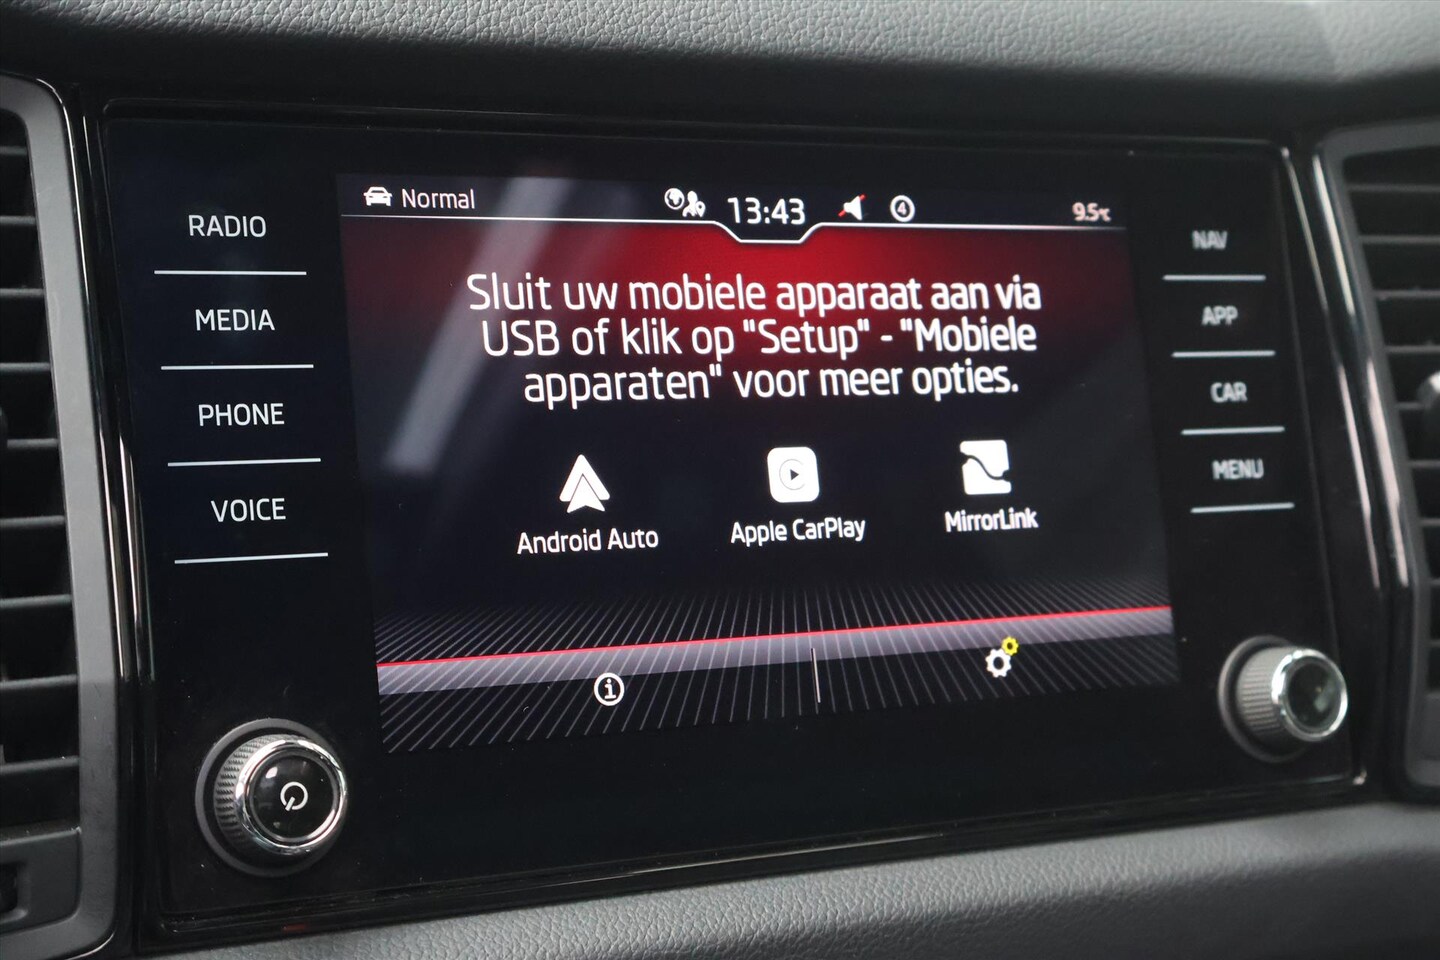 Normal
13:43
4
9.5°C
RADIO
MEDIA
PHONE
VOICE
Sluit uw mobiele apparaat aan via
USB of klik op "Setup" - "Mobiele
apparaten" voor meer opties.
Android Auto
Apple CarPlay
MirrorLink
NAV
APP
CAR
MENU